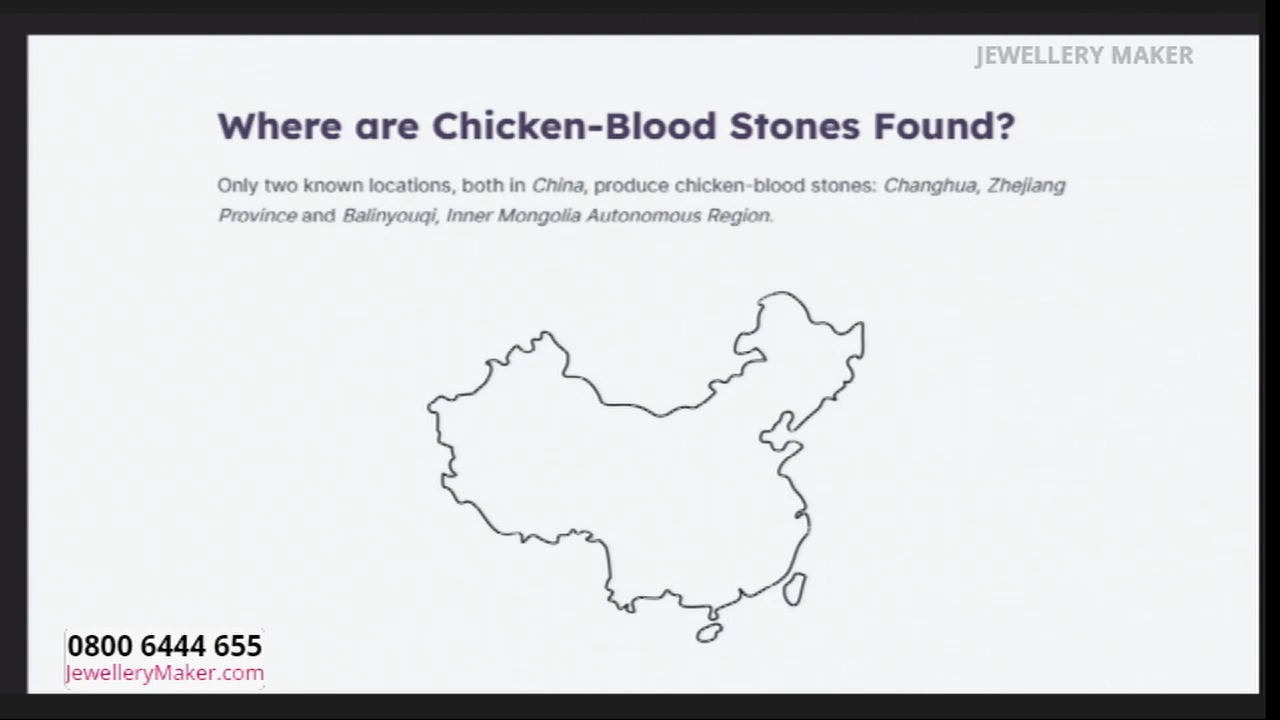 JEWELLERY MAKER
Where are Chicken-Blood Stones Found?
Only two known locations, both in China, produce chicken-blood stones: Changhua, Zhejiang
Province and Balinyouqi, Inner Mongolia Autonomous Region.
0800 6444 655
JewelleryMaker.com